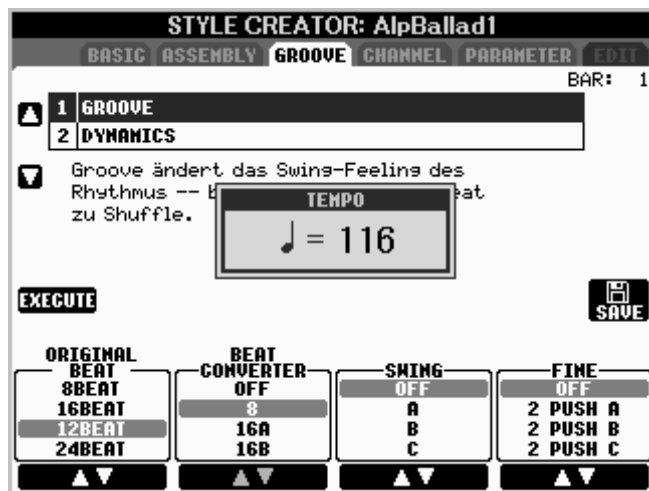 STYLE CREATOR: AlpBallad1
BASIC ASSEMBLY GROOVE CHANNEL PARAMETER EDIT
BAR: 1
1 GROOVE
2 DYNAMICS
Groove ändert das Swing-Feeling des
Rhythmus -- eat
zu Shuffle.
TEMPO
♩ = 116
EXECUTE
SAVE
ORIGINAL BEAT
8BEAT
16BEAT
12BEAT
24BEAT
BEAT CONVERTER
OFF
8
16A
16B
SWING
OFF
A
B
C
FINE
OFF
2 PUSH A
2 PUSH B
2 PUSH C